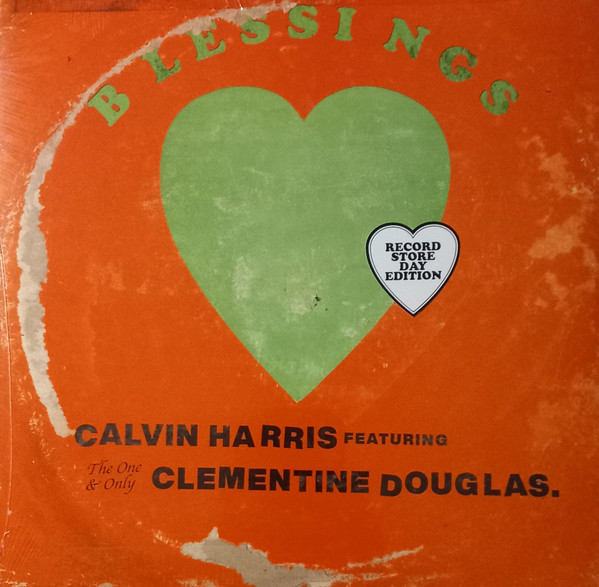 BLESSINGS
RECORD
STORE
DAY
EDITION
CALVIN HARRIS FEATURING
The One
& Only
CLEMENTINE DOUGLAS.